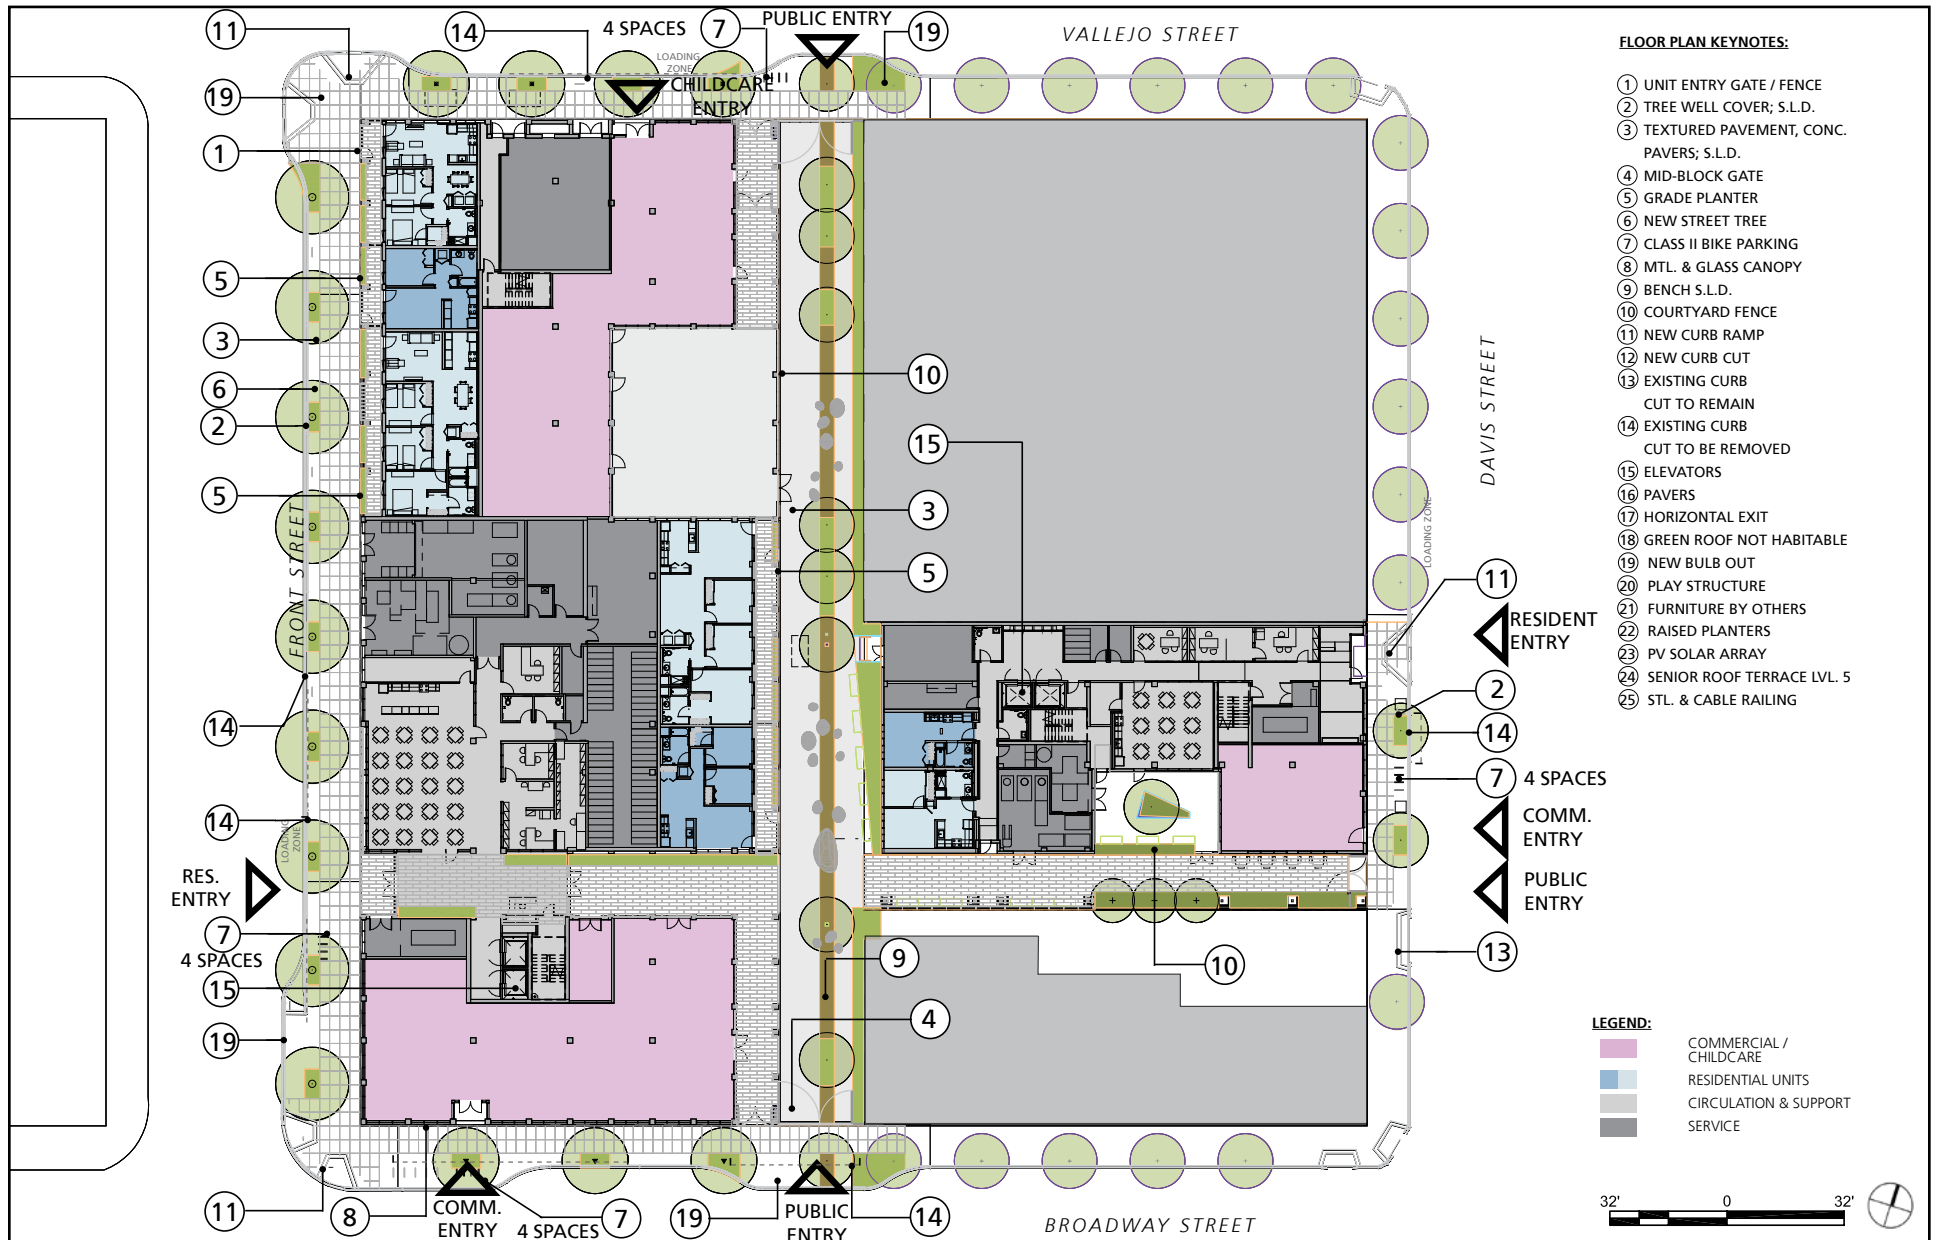 VALLEJO STREET
PUBLIC ENTRY
4 SPACES
11
14
7
19
LOADING
ZONE
CHILDCARE
ENTRY
19
1
5
3
6
2
5
FRONT STREET
14
14
LOADING
ZONE
RES.
ENTRY
7
4 SPACES
15
19
11
8
COMM.
ENTRY
4 SPACES
7
19
PUBLIC
ENTRY
14
BROADWAY STREET
10
15
3
5
9
4
10
DAVIS STREET
LOADING ZONE
11
RESIDENT
ENTRY
2
14
7 4 SPACES
COMM.
ENTRY
PUBLIC
ENTRY
13
FLOOR PLAN KEYNOTES:
1 UNIT ENTRY GATE / FENCE
2 TREE WELL COVER; S.L.D.
3 TEXTURED PAVEMENT, CONC.
PAVERS; S.L.D.
4 MID-BLOCK GATE
5 GRADE PLANTER
6 NEW STREET TREE
7 CLASS II BIKE PARKING
8 MTL. & GLASS CANOPY
9 BENCH S.L.D.
10 COURTYARD FENCE
11 NEW CURB RAMP
12 NEW CURB CUT
13 EXISTING CURB
CUT TO REMAIN
14 EXISTING CURB
CUT TO BE REMOVED
15 ELEVATORS
16 PAVERS
17 HORIZONTAL EXIT
18 GREEN ROOF NOT HABITABLE
19 NEW BULB OUT
20 PLAY STRUCTURE
21 FURNITURE BY OTHERS
22 RAISED PLANTERS
23 PV SOLAR ARRAY
24 SENIOR ROOF TERRACE LVL. 5
25 STL. & CABLE RAILING
LEGEND:
COMMERCIAL /
CHILDCARE
RESIDENTIAL UNITS
CIRCULATION & SUPPORT
SERVICE
32' 0 32'